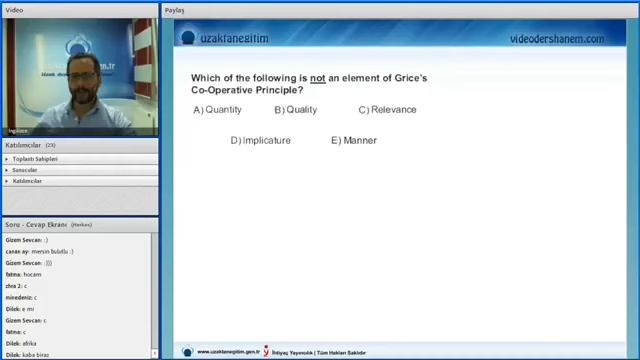 Video
Paylaş
uzaktanegitim
videodershanem.com
İngilizce
Which of the following is not an element of Grice's
Co-Operative Principle?
A) Quantity
B) Quality
C) Relevance
D) Implicature
E) Manner
Katılımcılar (23)
Toplantı Sahipleri
Sunucular
Katılımcılar
Soru - Cevap Ekranı (Herkes)
Gizem Sevcan: :)
canan ay: mersin bulutlu :)
Gizem Sevcan: :)))
fatma: hocam
zhra 2: c
minedeniz: c
Dilek: e mi
Gizem Sevcan: c
fatma: c
Dilek: afrika
Dilek: kaba biraz
www.uzaktanegitim.gen.tr
İhtiyaç Yayıncılık | Tüm Hakları Saklıdır